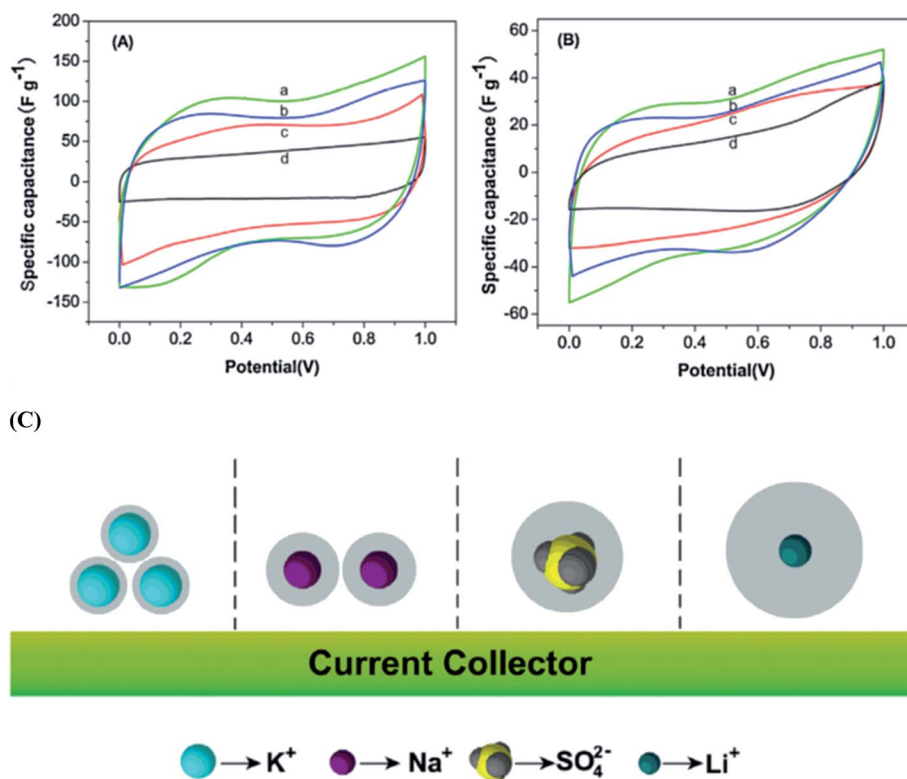 (A)
a
b
c
d
Specific capacitance (F g⁻¹)
200
150
100
50
0
-50
-100
-150
0.0 0.2 0.4 0.6 0.8 1.0
Potential(V)
(B)
a
b
c
d
Specific capacitance (F g⁻¹)
60
40
20
0
-20
-40
-60
0.0 0.2 0.4 0.6 0.8 1.0
Potential(V)
(C)
Current Collector
K⁺ Na⁺ SO₄²⁻ Li⁺